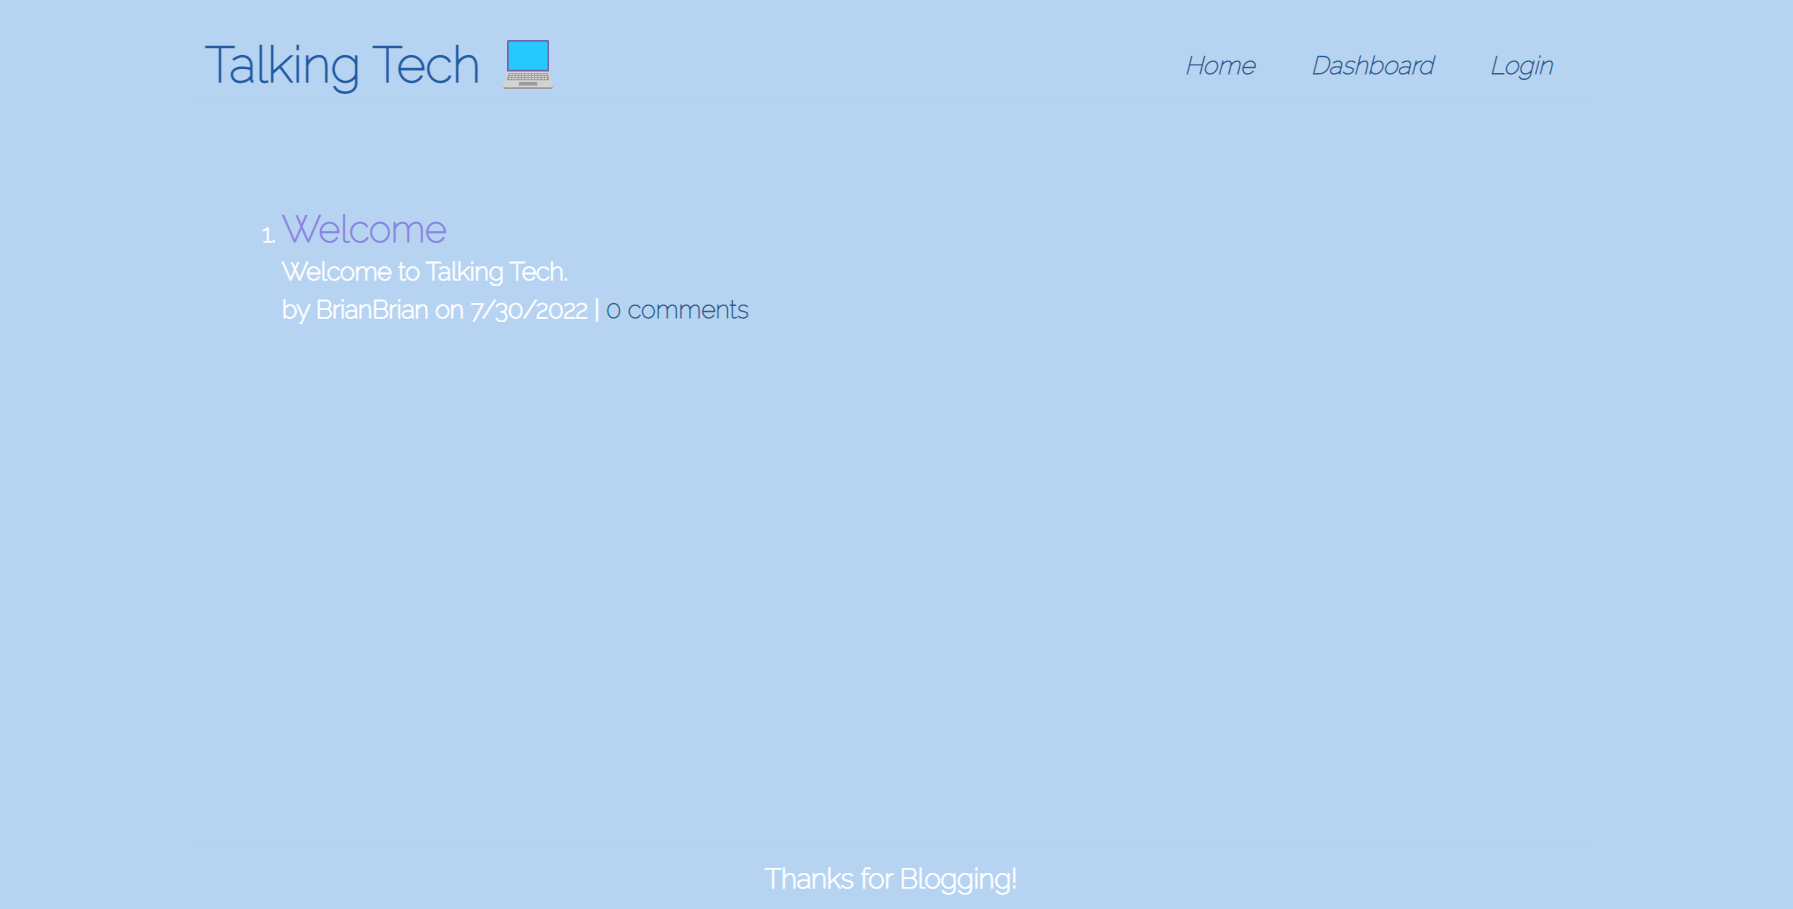 Talking Tech
Home Dashboard Login
1. Welcome
Welcome to Talking Tech.
by BrianBrian on 7/30/2022 | 0 comments
Thanks for Blogging!